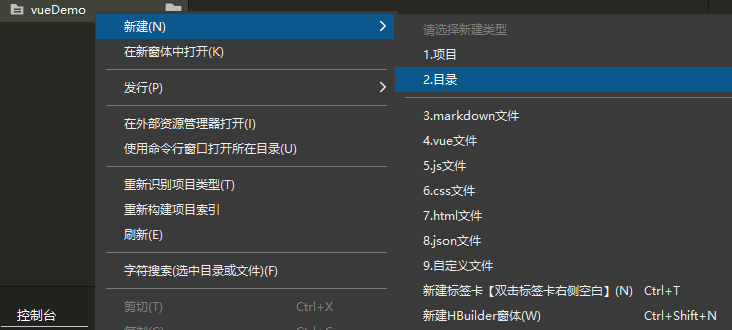 vueDemo
新建(N)
在新窗体中打开(K)
发行(P)
在外部资源管理器打开(I)
使用命令行窗口打开所在目录(U)
重新识别项目类型(T)
重新构建项目索引
刷新(E)
字符搜索(选中目录或文件)(F)
剪切(T) Ctrl+X
请选择新建类型
1.项目
2.目录
3.markdown文件
4.vue文件
5.js文件
6.css文件
7.html文件
8.json文件
9.自定义文件
新建标签卡【双击标签卡右侧空白】(N) Ctrl+T
新建HBuilder窗体(W) Ctrl+Shift+N
控制台